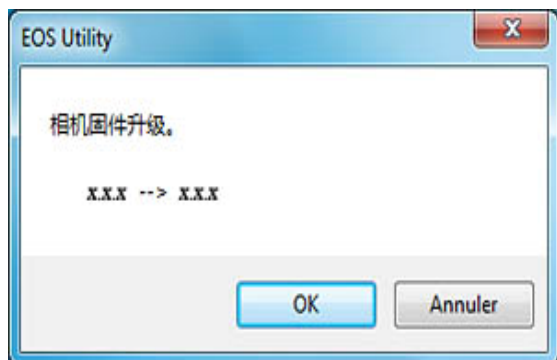 EOS Utility
相机固件升级。
x.x.x --> x.x.x
OK
Annuler